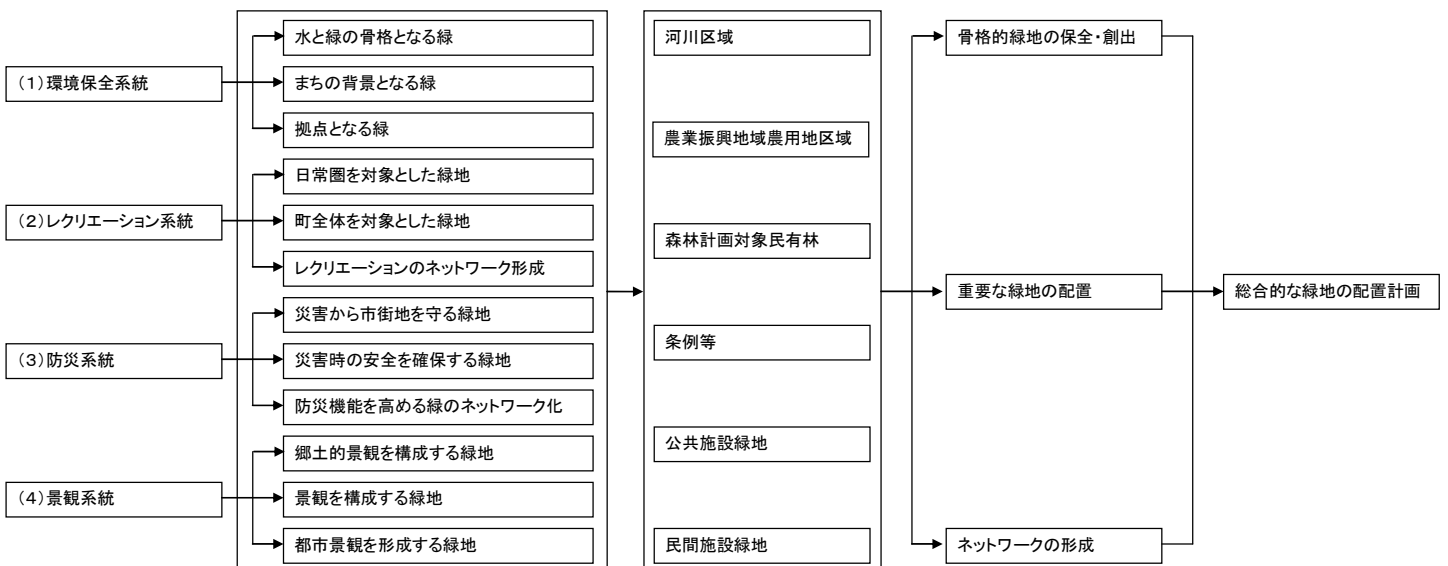 (1)環境保全系統
水と緑の骨格となる緑
まちの背景となる緑
拠点となる緑
(2)レクリエーション系統
日常圏を対象とした緑地
町全体を対象とした緑地
レクリエーションのネットワーク形成
(3)防災系統
災害から市街地を守る緑地
災害時の安全を確保する緑地
防災機能を高める緑のネットワーク化
(4)景観系統
郷土的景観を構成する緑地
景観を構成する緑地
都市景観を形成する緑地
河川区域
農業振興地域農用地区域
森林計画対象民有林
条例等
公共施設緑地
民間施設緑地
骨格的緑地の保全・創出
重要な緑地の配置
ネットワークの形成
総合的な緑地の配置計画